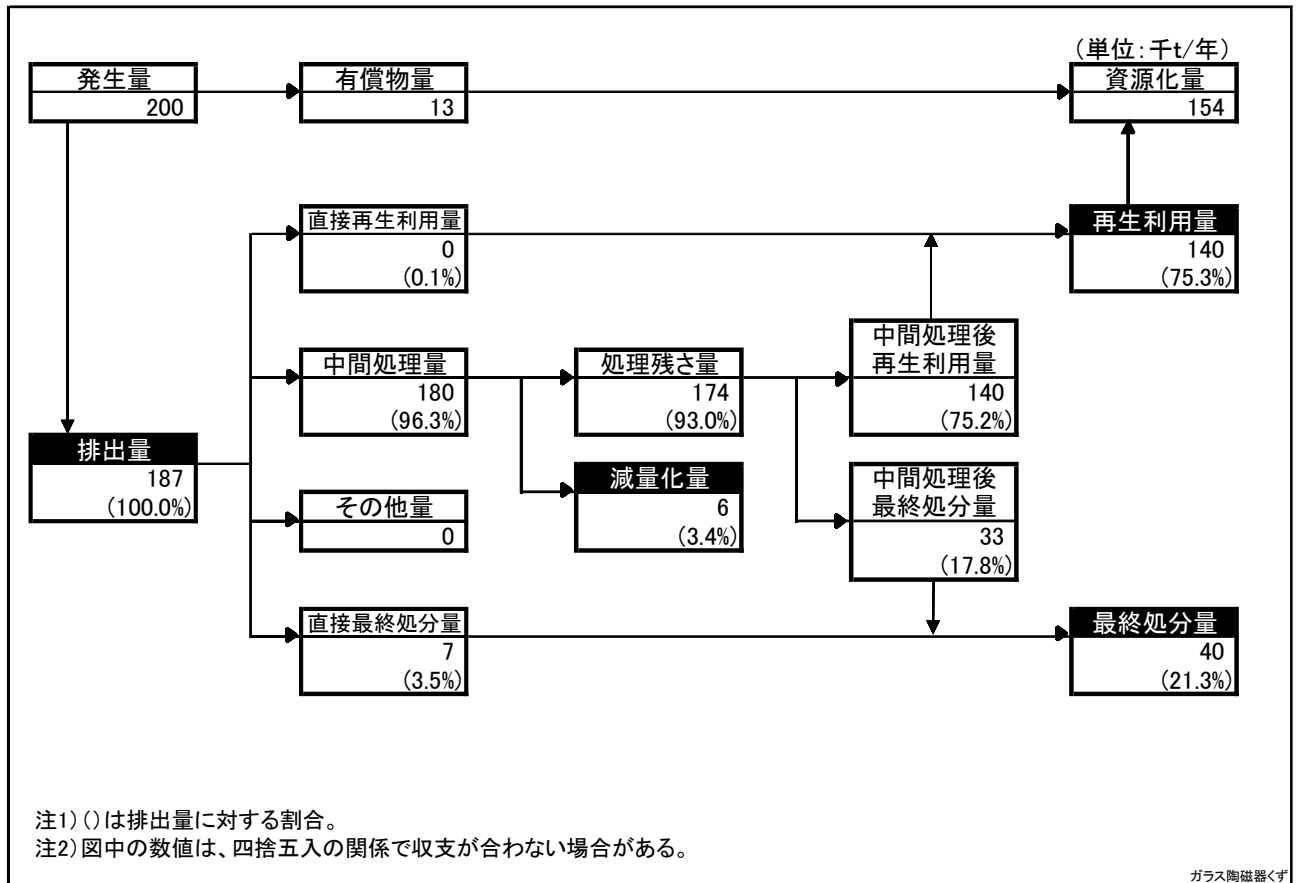 (単位:千t/年)
発生量
200
有償物量
13
資源化量
154
直接再生利用量
0
(0.1%)
再生利用量
140
(75.3%)
中間処理量
180
(96.3%)
処理残さ量
174
(93.0%)
中間処理後
再生利用量
140
(75.2%)
排出量
187
(100.0%)
減量化量
6
(3.4%)
中間処理後
最終処分量
33
(17.8%)
その他量
0
直接最終処分量
7
(3.5%)
最終処分量
40
(21.3%)
注1)()は排出量に対する割合。
注2)図中の数値は、四捨五入の関係で収支が合わない場合がある。
ガラス陶磁器くず